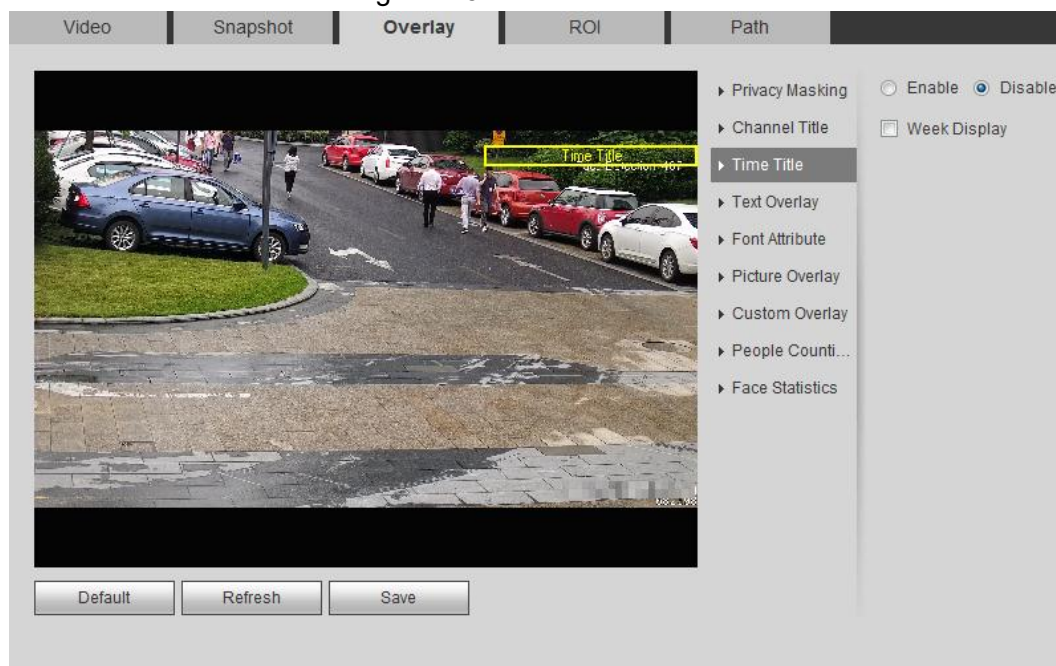 Video Snapshot Overlay ROI Path
Time Title
Privacy Masking
Channel Title
Time Title
Text Overlay
Font Attribute
Picture Overlay
Custom Overlay
People Counti...
Face Statistics
Enable Disable
Week Display
Default Refresh Save